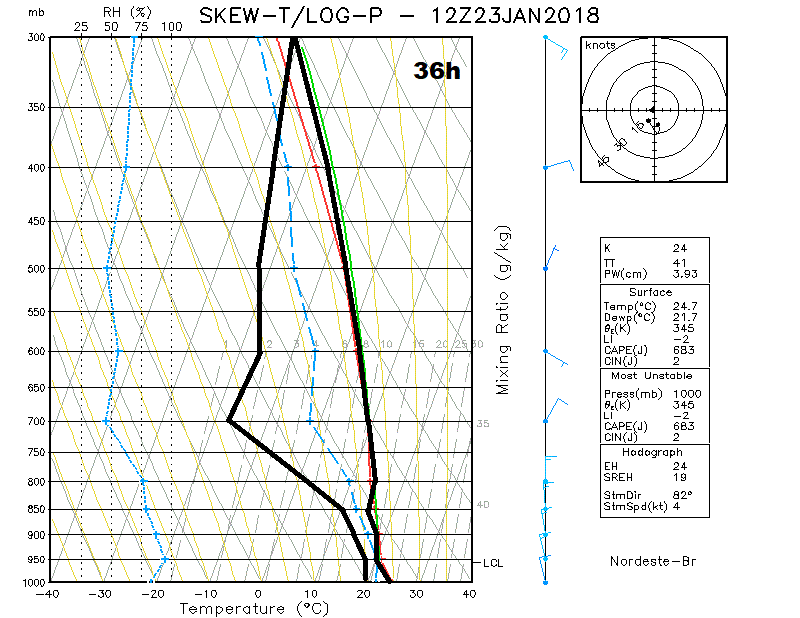 SKEW-T/LOG-P - 12Z23JAN2018
mb
RH (%)
25 50 75 100
300
350
400
450
500
550
600
650
700
750
800
850
900
950
1000
-40 -30 -20 -10 0 10 20 30 40
Temperature (°C)
36h
1 2 3 4 6 8 10 15 20 25 30
35
40
LCL
Mixing Ratio (g/kg)
knots
15
30
45
K 24
TT 41
PW(cm) 3.93
Surface
Temp(°C) 24.7
Dewp(°C) 21.7
θE(K) 345
LI -2
CAPE(J) 683
CIN(J) 2
Most Unstable
Press(mb) 1000
θE(K) 345
LI -2
CAPE(J) 683
CIN(J) 2
Hodograph
EH 24
SREH 19
StmDir 82°
StmSpd(kt) 4
Nordeste-Br